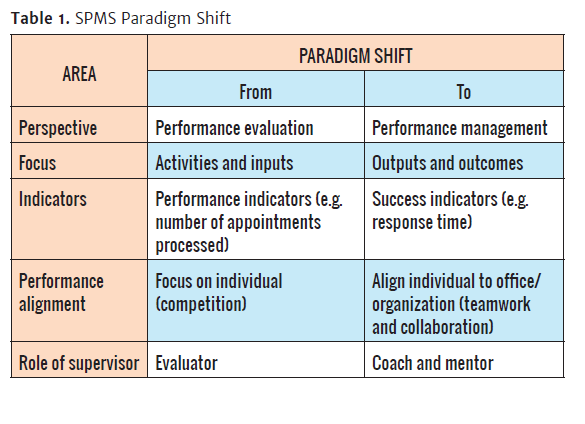 Table 1. SPMS Paradigm Shift
AREA
PARADIGM SHIFT
From
To
Perspective
Performance evaluation
Performance management
Focus
Activities and inputs
Outputs and outcomes
Indicators
Performance indicators (e.g.
number of appointments
processed)
Success indicators (e.g.
response time)
Performance
alignment
Focus on individual
(competition)
Align individual to office/
organization (teamwork
and collaboration)
Role of supervisor
Evaluator
Coach and mentor